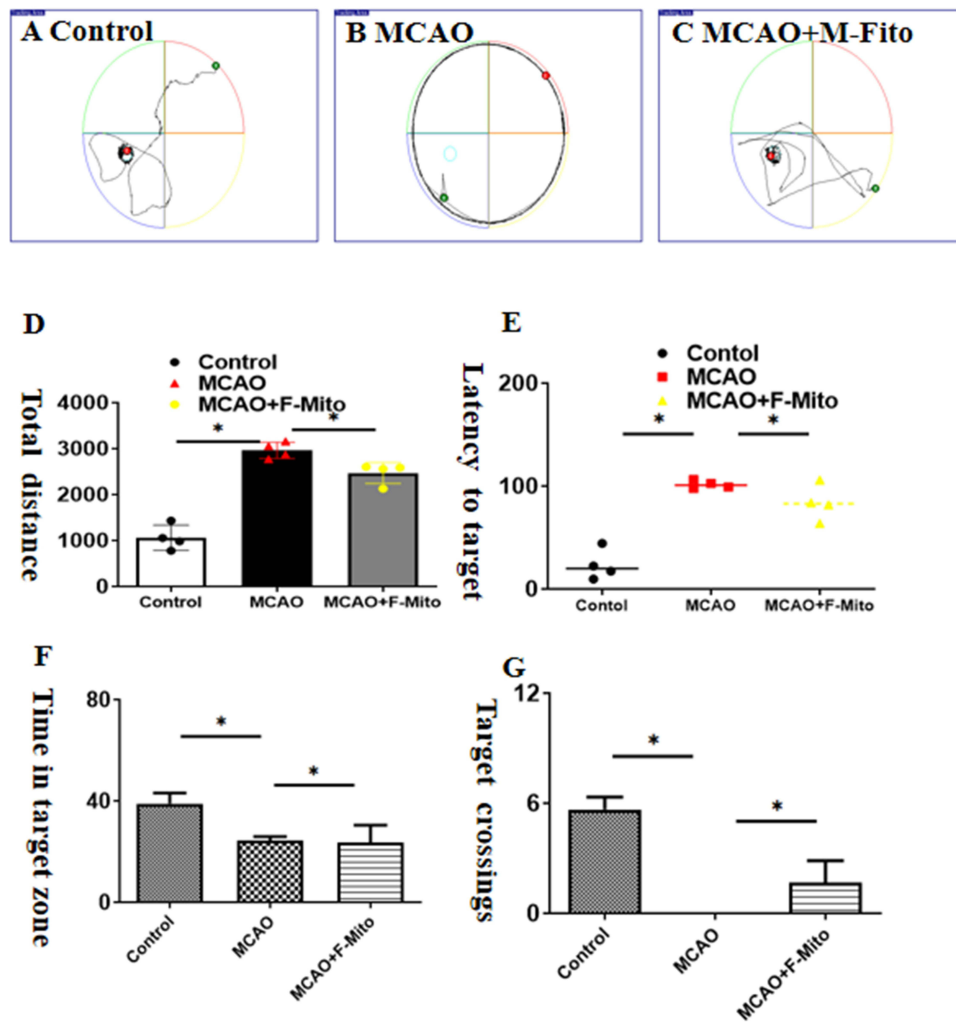 A Control
B MCAO
C MCAO+M-Fito
D
Control
MCAO
MCAO+F-Mito
Total distance
4000
3000
2000
1000
0
*
*
Control
MCAO
MCAO+F-Mito
E
Contol
MCAO
MCAO+F-Mito
Latency to target
200
100
0
*
*
Contol
MCAO
MCAO+F-Mito
F
Time in target zone
80
40
0
*
*
Control
MCAO
MCAO+F-Mito
G
Target crossings
12
6
0
*
*
Control
MCAO
MCAO+F-Mito